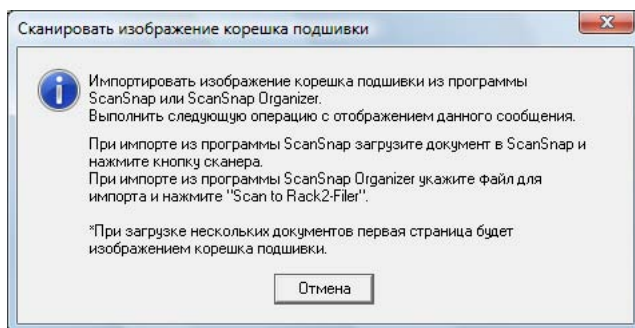 Сканировать изображение корешка подшивки
Импортировать изображение корешка подшивки из программы
ScanSnap или ScanSnap Organizer.
Выполнить следующую операцию с отображением данного сообщения.
При импорте из программы ScanSnap загрузите документ в ScanSnap и
нажмите кнопку сканера.
При импорте из программы ScanSnap Organizer укажите файл для
импорта и нажмите "Scan to Rack2-Filer".
*При загрузке нескольких документов первая страница будет
изображением корешка подшивки.
Отмена